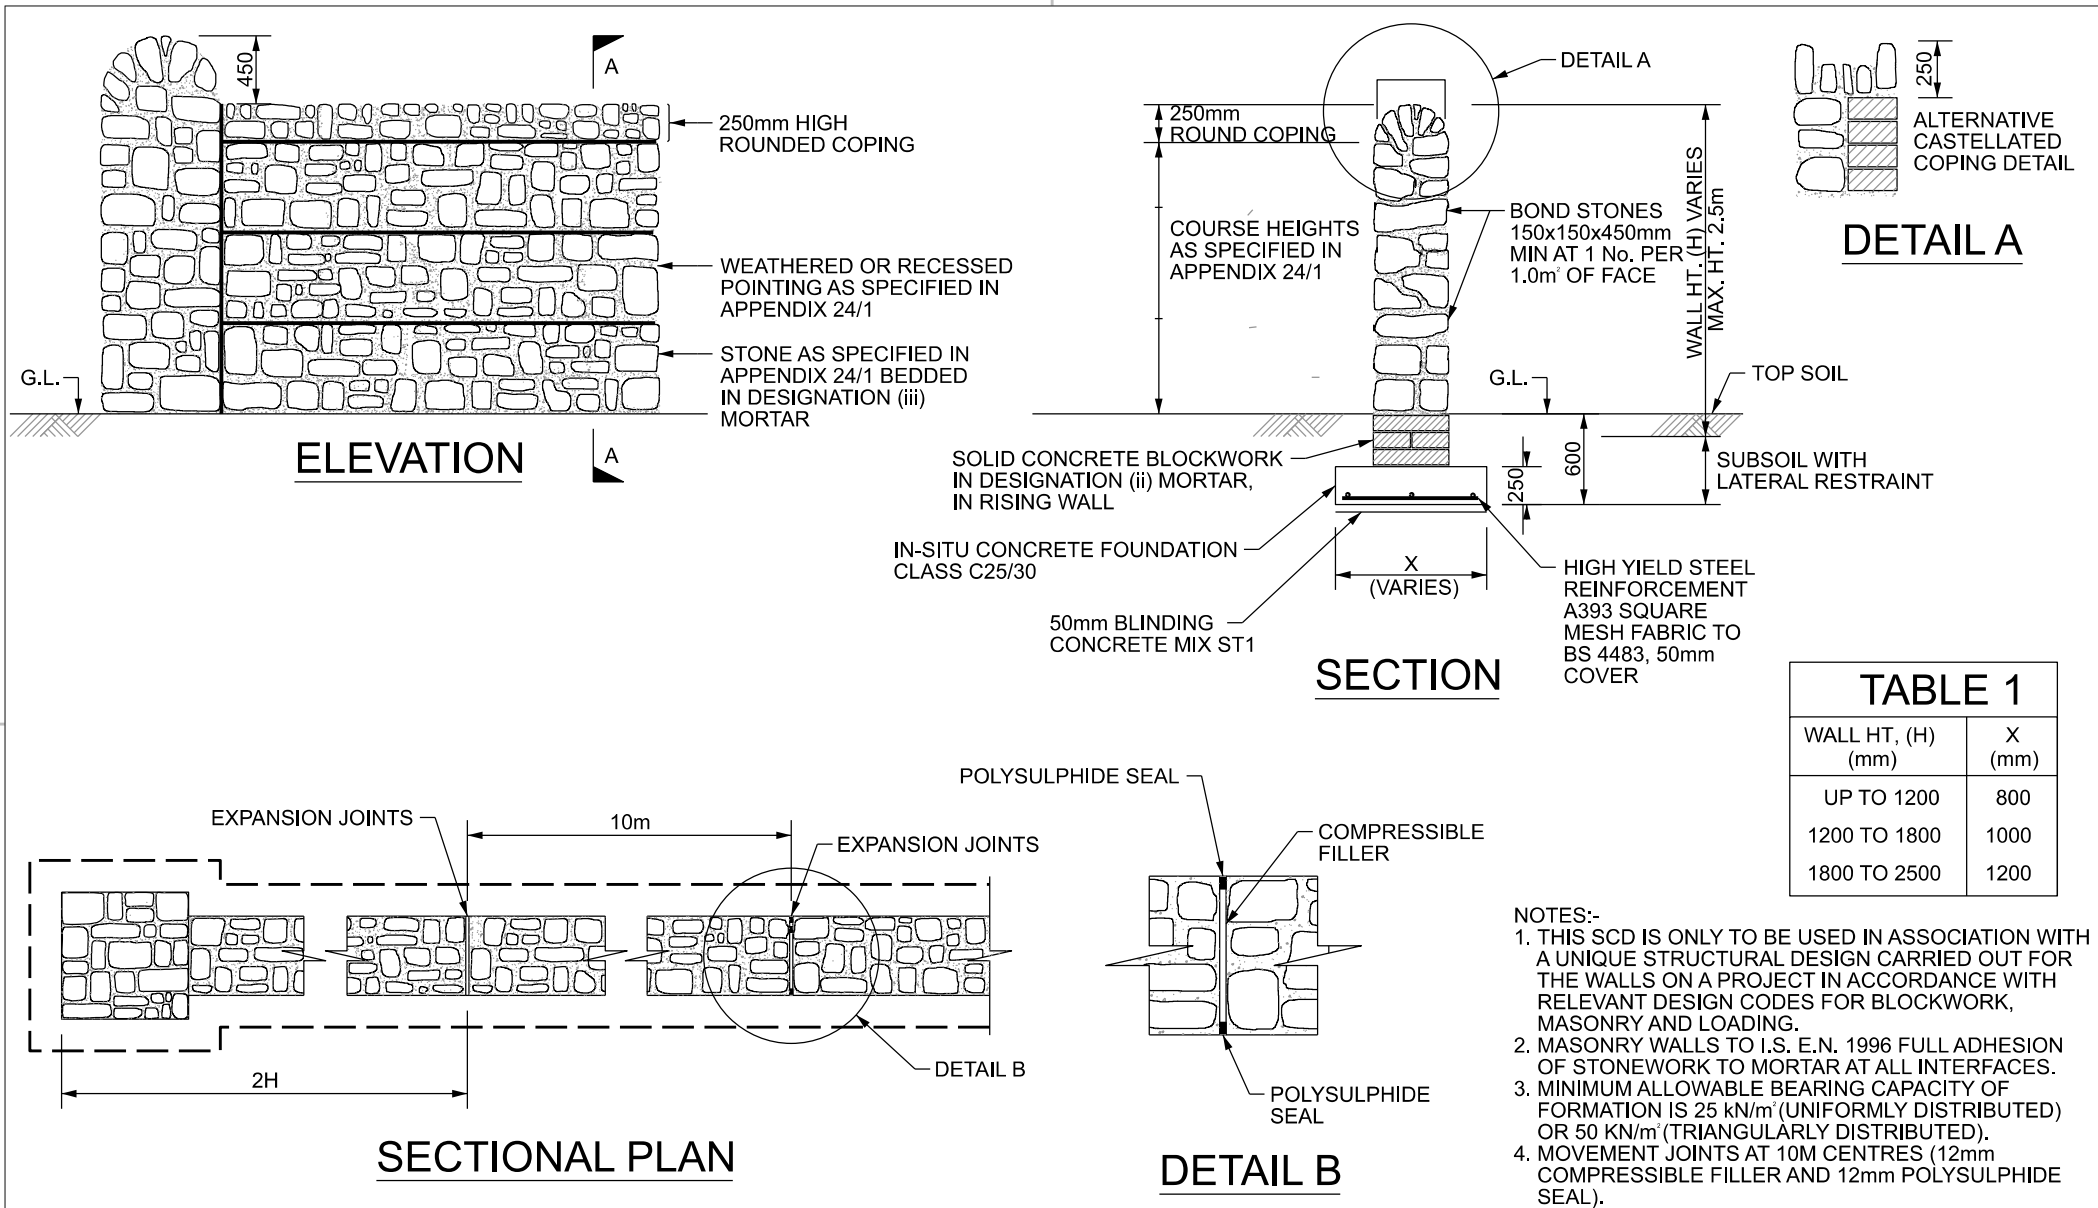 450
A
250mm HIGH
ROUNDED COPING
WEATHERED OR RECESSED
POINTING AS SPECIFIED IN
APPENDIX 24/1
STONE AS SPECIFIED IN
APPENDIX 24/1 BEDDED
IN DESIGNATION (iii)
MORTAR
G.L.
A
ELEVATION
DETAIL A
250mm
ROUND COPING
COURSE HEIGHTS
AS SPECIFIED IN
APPENDIX 24/1
BOND STONES
150x150x450mm
MIN AT 1 No. PER
1.0m² OF FACE
WALL HT. (H) VARIES
MAX. HT. 2.5m
G.L.
TOP SOIL
SOLID CONCRETE BLOCKWORK
IN DESIGNATION (ii) MORTAR,
IN RISING WALL
250
600
SUBSOIL WITH
LATERAL RESTRAINT
IN-SITU CONCRETE FOUNDATION
CLASS C25/30
X
(VARIES)
50mm BLINDING
CONCRETE MIX ST1
HIGH YIELD STEEL
REINFORCEMENT
A393 SQUARE
MESH FABRIC TO
BS 4483, 50mm
COVER
SECTION
250
ALTERNATIVE
CASTELLATED
COPING DETAIL
DETAIL A
TABLE 1
WALL HT, (H) X
(mm) (mm)
UP TO 1200 800
1200 TO 1800 1000
1800 TO 2500 1200
EXPANSION JOINTS
10m
EXPANSION JOINTS
DETAIL B
2H
SECTIONAL PLAN
POLYSULPHIDE SEAL
COMPRESSIBLE
FILLER
POLYSULPHIDE
SEAL
DETAIL B
NOTES:-
1. THIS SCD IS ONLY TO BE USED IN ASSOCIATION WITH
A UNIQUE STRUCTURAL DESIGN CARRIED OUT FOR
THE WALLS ON A PROJECT IN ACCORDANCE WITH
RELEVANT DESIGN CODES FOR BLOCKWORK,
MASONRY AND LOADING.
2. MASONRY WALLS TO I.S. E.N. 1996 FULL ADHESION
OF STONEWORK TO MORTAR AT ALL INTERFACES.
3. MINIMUM ALLOWABLE BEARING CAPACITY OF
FORMATION IS 25 kN/m² (UNIFORMLY DISTRIBUTED)
OR 50 KN/m² (TRIANGULARLY DISTRIBUTED).
4. MOVEMENT JOINTS AT 10M CENTRES (12mm
COMPRESSIBLE FILLER AND 12mm POLYSULPHIDE
SEAL).